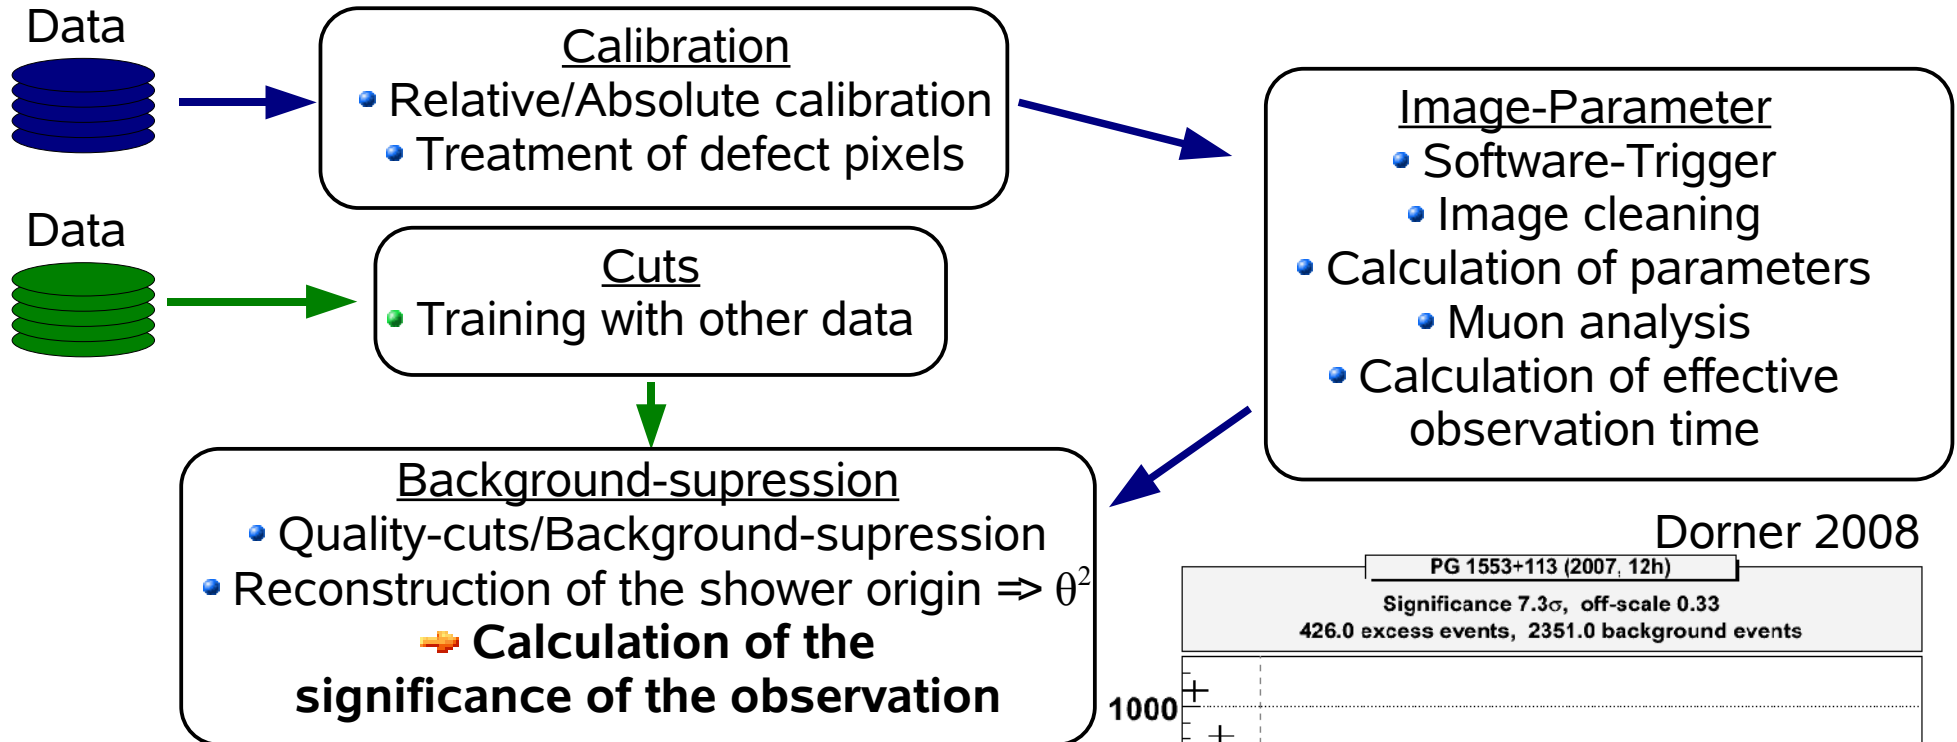 Data
Calibration
• Relative/Absolute calibration
• Treatment of defect pixels
Image-Parameter
• Software-Trigger
• Image cleaning
• Calculation of parameters
• Muon analysis
• Calculation of effective
observation time
Data
Cuts
• Training with other data
Background-supression
• Quality-cuts/Background-supression
• Reconstruction of the shower origin => θ²
Calculation of the
significance of the observation
Dorner 2008
PG 1553+113 (2007, 12h)
Significance 7.3σ, off-scale 0.33
426.0 excess events, 2351.0 background events
1000